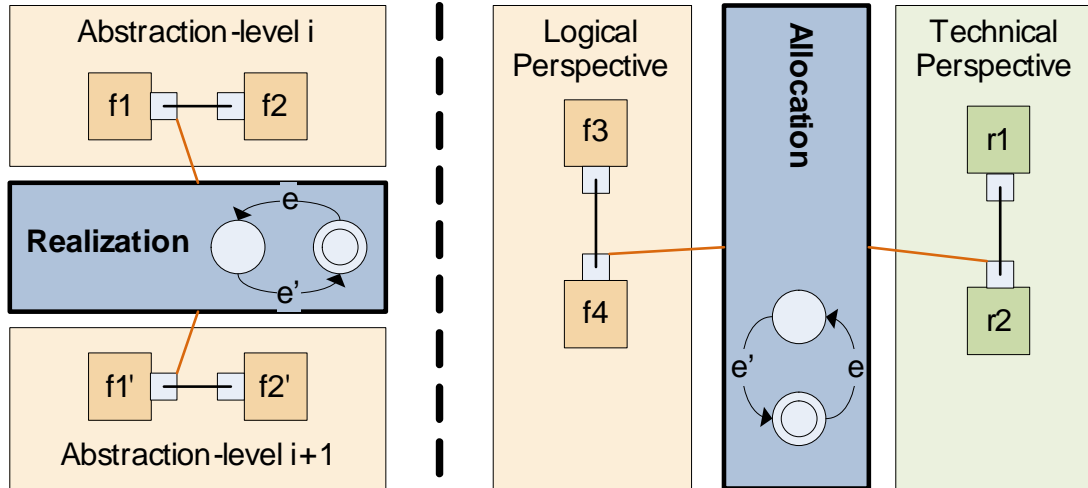 Abstraction-level i
f1
f2
Realization
e
e'
f1'
f2'
Abstraction-level i+1
Logical
Perspective
f3
f4
Allocation
e'
e
Technical
Perspective
r1
r2